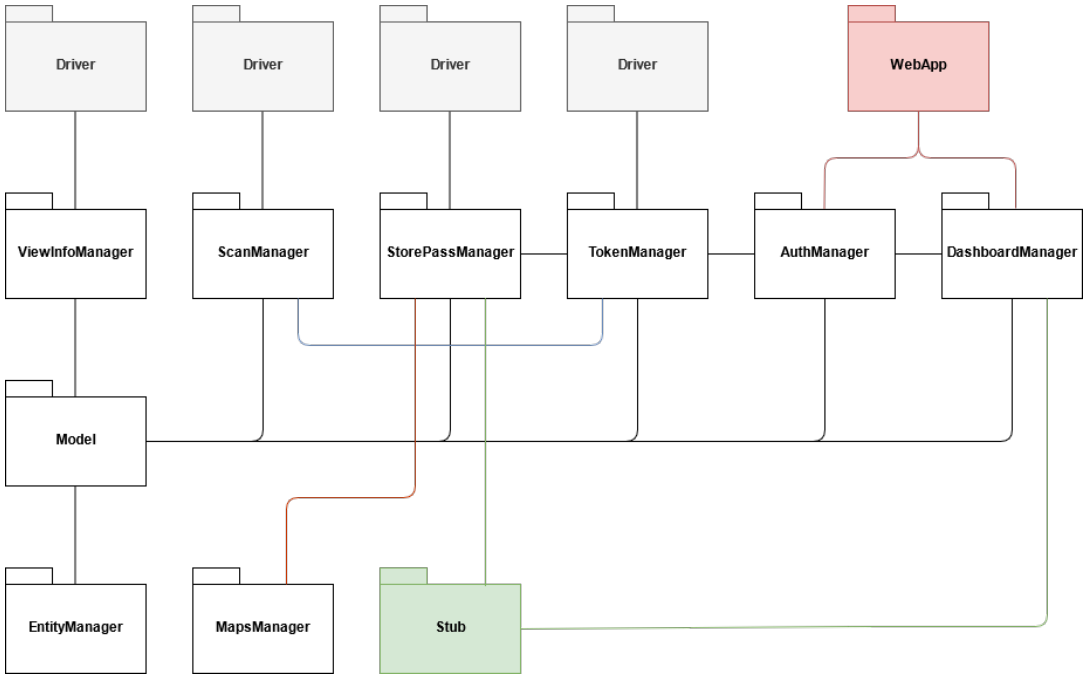 Driver
Driver
Driver
Driver
WebApp
ViewInfoManager
ScanManager
StorePassManager
TokenManager
AuthManager
DashboardManager
Model
EntityManager
MapsManager
Stub